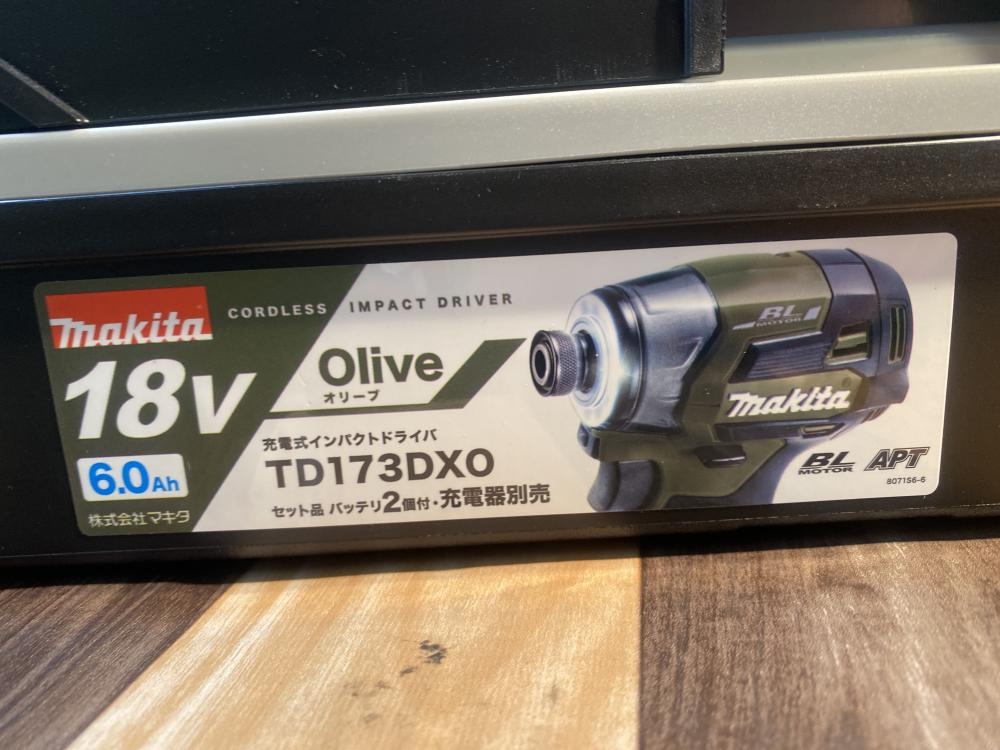 makita
CORDLESS IMPACT DRIVER
18V
Olive
オリーブ
6.0Ah
充電式インパクトドライバ
TD173DXO
セット品 バッテリ2個付・充電器別売
株式会社マキタ
BL
MOTOR
makita
BL
MOTOR
APT
8071S6-6